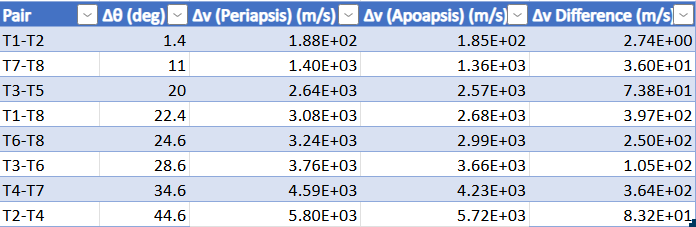 Pair Δθ (deg) Δv (Periapsis) (m/s) Δv (Apoapsis) (m/s) Δv Difference (m/s)
T1-T2 1.4 1.88E+02 1.85E+02 2.74E+00
T7-T8 11 1.40E+03 1.36E+03 3.60E+01
T3-T5 20 2.64E+03 2.57E+03 7.38E+01
T1-T8 22.4 3.08E+03 2.68E+03 3.97E+02
T6-T8 24.6 3.24E+03 2.99E+03 2.50E+02
T3-T6 28.6 3.76E+03 3.66E+03 1.05E+02
T4-T7 34.6 4.59E+03 4.23E+03 3.64E+02
T2-T4 44.6 5.80E+03 5.72E+03 8.32E+01